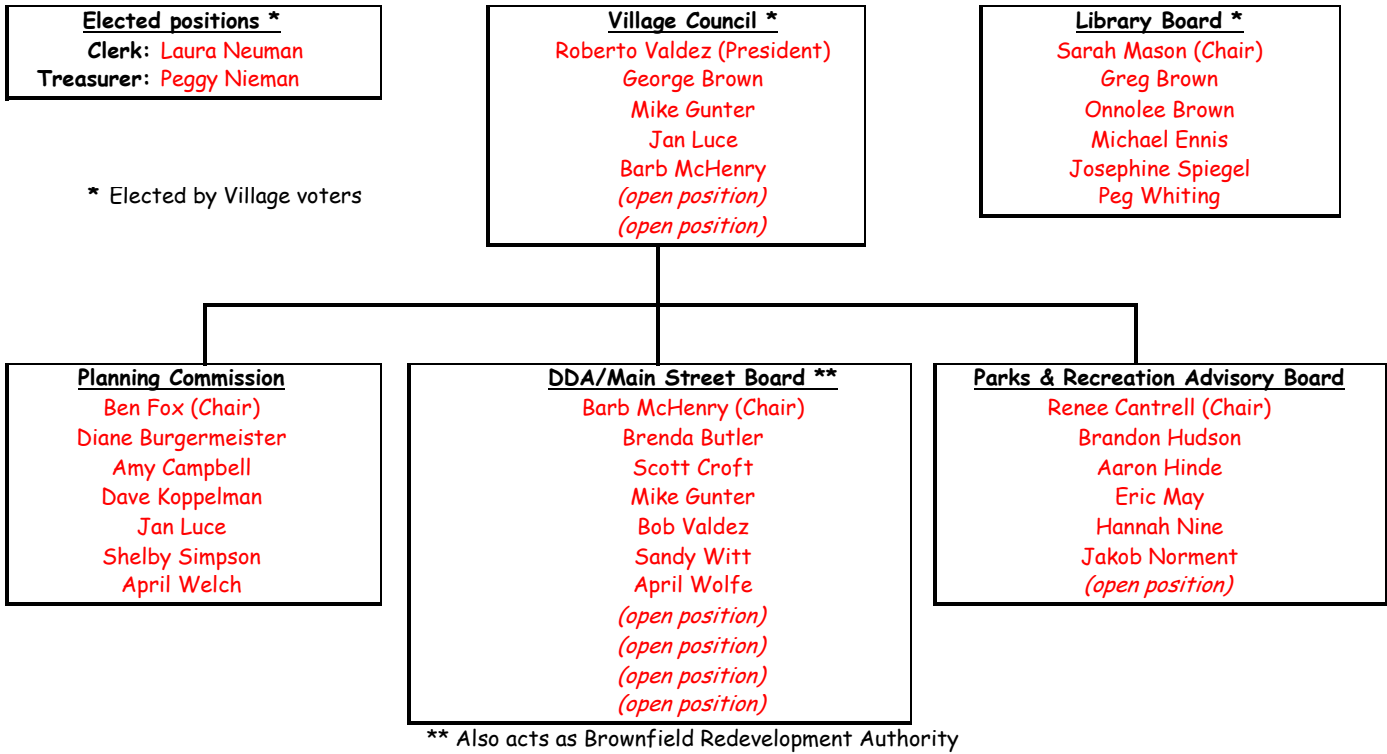 Elected positions *
Clerk: Laura Neuman
Treasurer: Peggy Nieman
* Elected by Village voters
Village Council *
Roberto Valdez (President)
George Brown
Mike Gunter
Jan Luce
Barb McHenry
(open position)
(open position)
Library Board *
Sarah Mason (Chair)
Greg Brown
Onnolee Brown
Michael Ennis
Josephine Spiegel
Peg Whiting
Planning Commission
Ben Fox (Chair)
Diane Burgermeister
Amy Campbell
Dave Koppelman
Jan Luce
Shelby Simpson
April Welch
DDA/Main Street Board **
Barb McHenry (Chair)
Brenda Butler
Scott Croft
Mike Gunter
Bob Valdez
Sandy Witt
April Wolfe
(open position)
(open position)
(open position)
(open position)
Parks & Recreation Advisory Board
Renee Cantrell (Chair)
Brandon Hudson
Aaron Hinde
Eric May
Hannah Nine
Jakob Norment
(open position)
** Also acts as Brownfield Redevelopment Authority